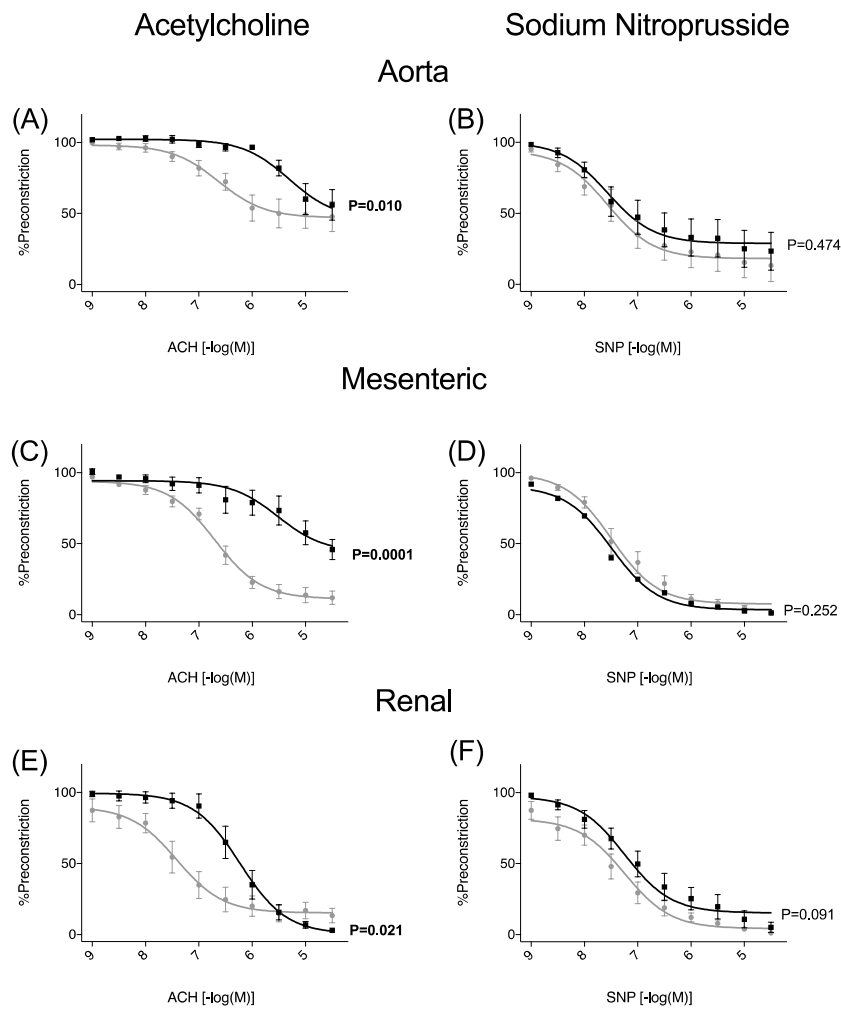 Acetylcholine Sodium Nitroprusside
Aorta
(A) (B)
%Preconstriction
100
50
0
P=0.010
9 8 7 6 5
ACH [-log(M)]
%Preconstriction
100
50
0
P=0.474
9 8 7 6 5
SNP [-log(M)]
Mesenteric
(C) (D)
%Preconstriction
100
50
0
P=0.0001
9 8 7 6 5
ACH [-log(M)]
%Preconstriction
100
50
0
P=0.252
9 8 7 6 5
SNP [-log(M)]
Renal
(E) (F)
%Preconstriction
100
50
0
P=0.021
9 8 7 6 5
ACH [-log(M)]
%Preconstriction
100
50
0
P=0.091
9 8 7 6 5
SNP [-log(M)]